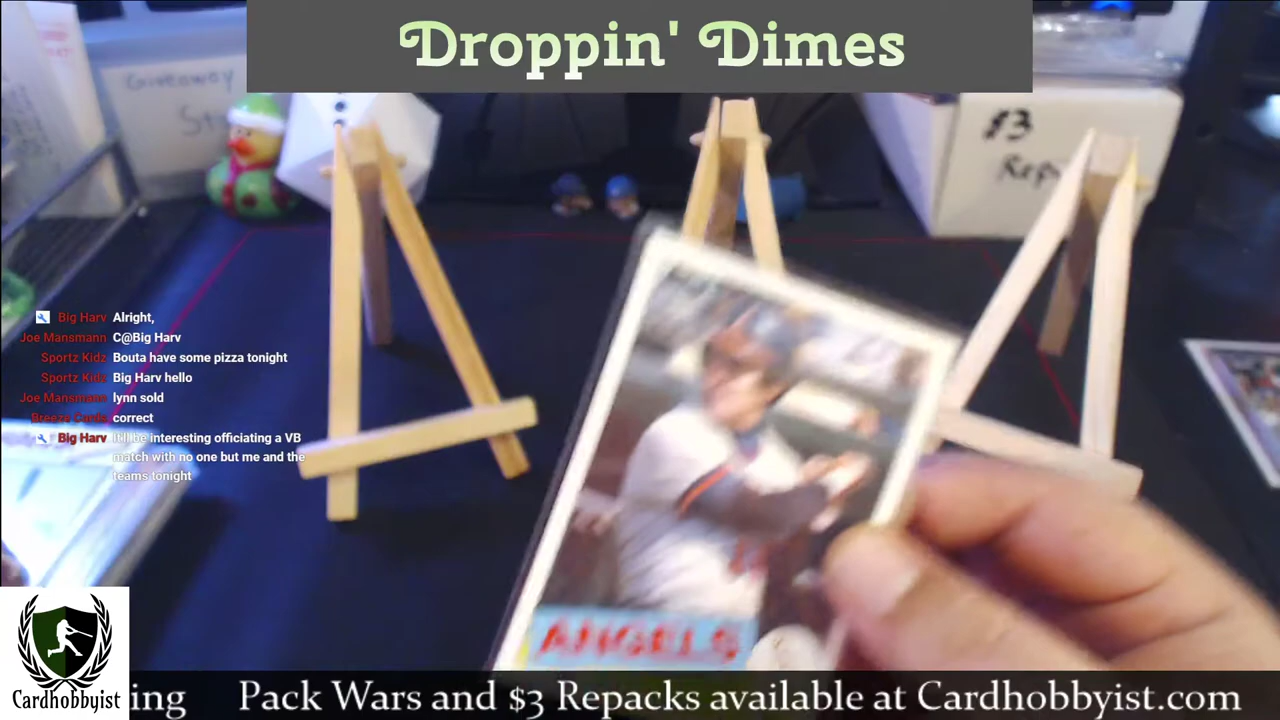 Droppin' Dimes
Giveaway
$3
Big Harv Alright,
Joe Mansmann C@Big Harv
Sportz Kidz Bouta have some pizza tonight
Sportz Kidz Big Harv hello
Joe Mansmann lynn sold
Breeze Cards correct
Big Harv it'll be interesting officiating a VB
match with no one but me and the
teams tonight
ANGELS
Cardhobbyist
ing Pack Wars and $3 Repacks available at Cardhobbyist.com